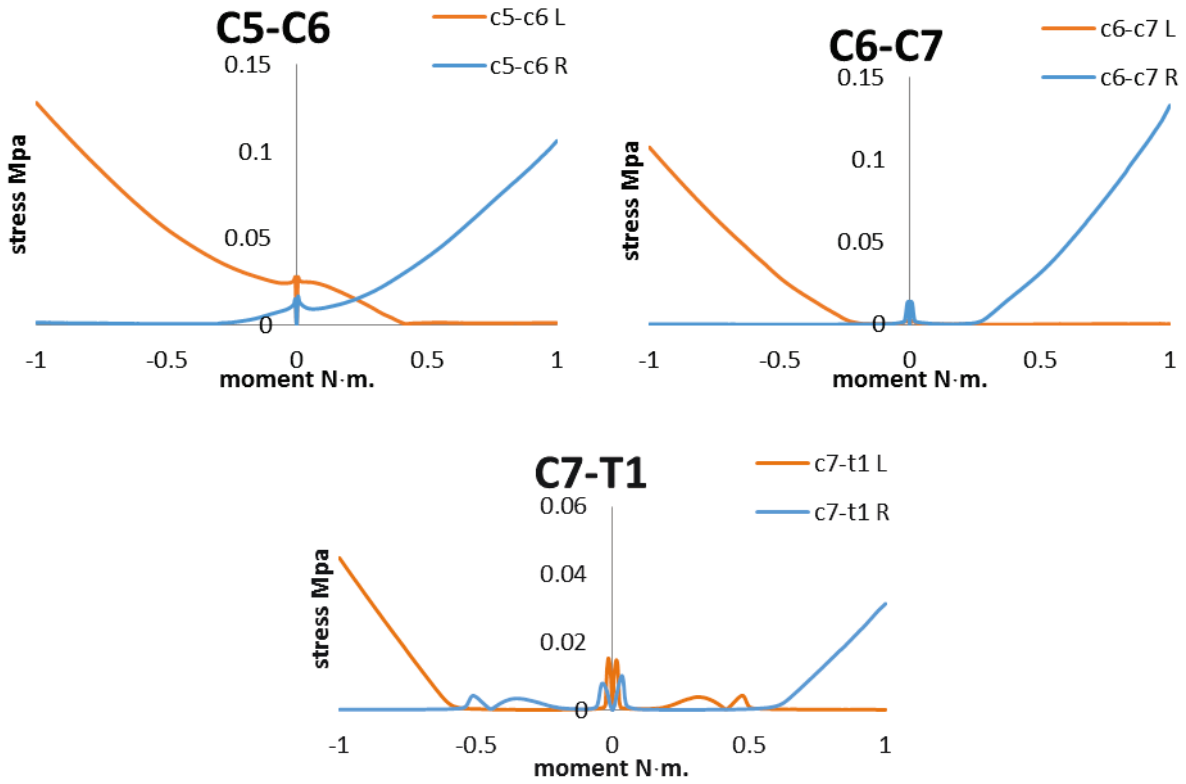 C5-C6
c5-c6 L
c5-c6 R
stress Mpa
0.15
0.1
0.05
0
-1
-0.5
0
0.5
1
moment N·m.
C6-C7
c6-c7 L
c6-c7 R
stress Mpa
0.15
0.1
0.05
0
-1
-0.5
0
0.5
1
moment N·m.
C7-T1
c7-t1 L
c7-t1 R
stress Mpa
0.06
0.04
0.02
0
-1
-0.5
0
0.5
1
moment N·m.